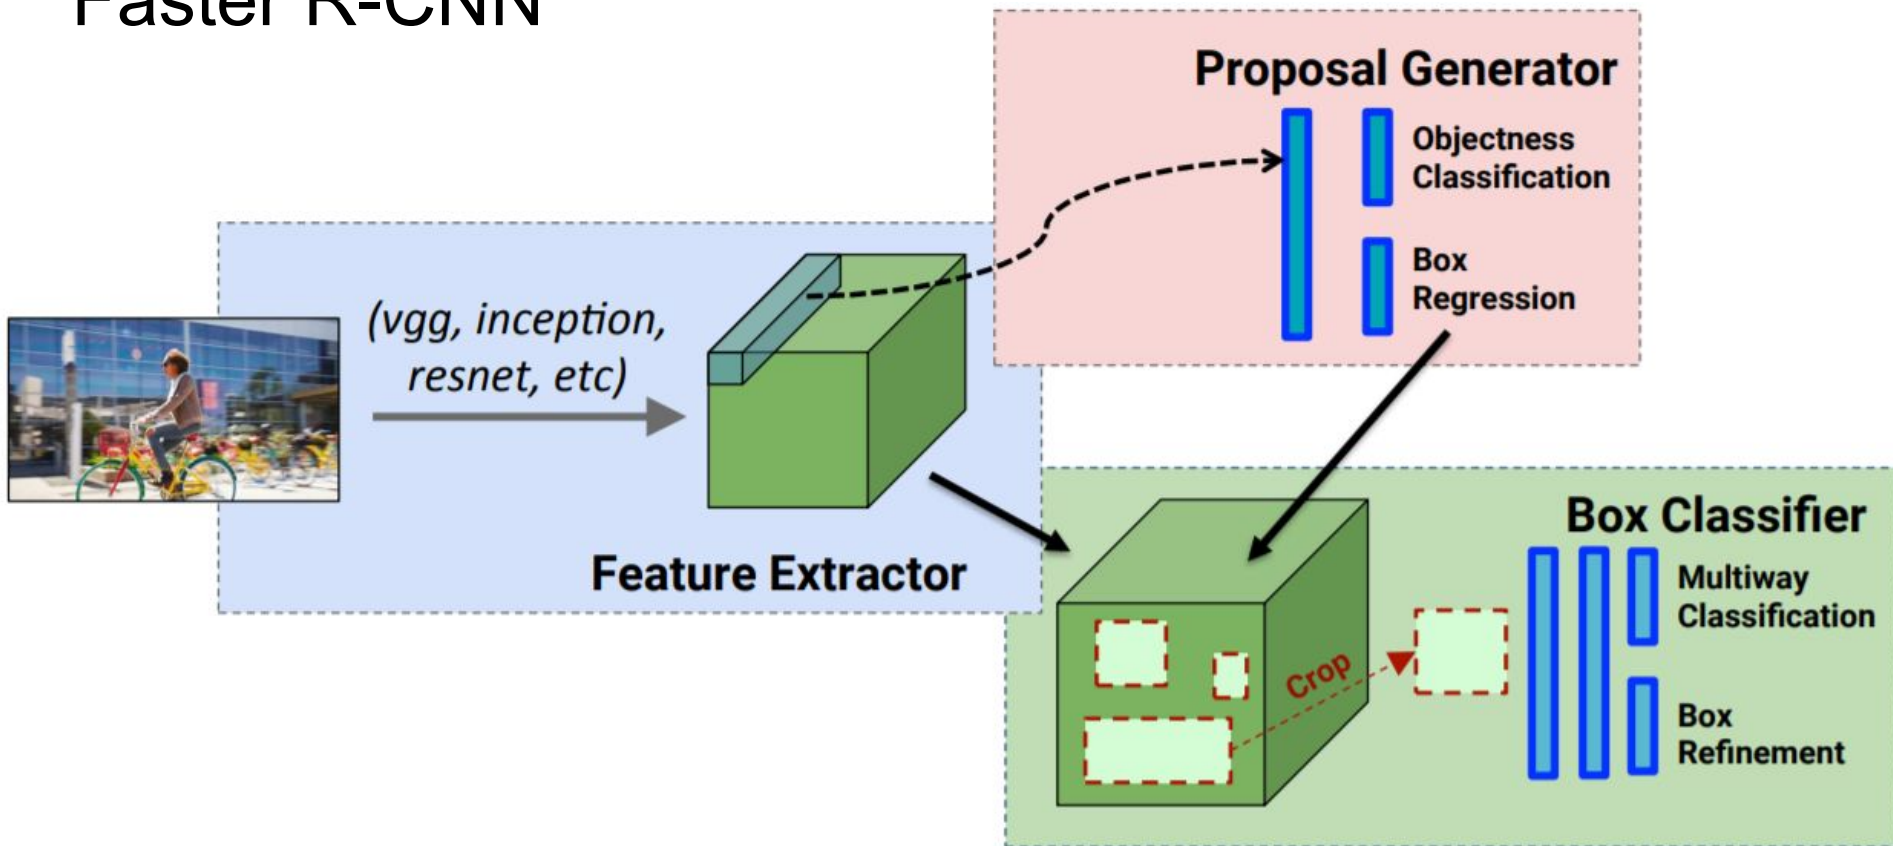 Faster R-CNN
Proposal Generator
Objectness
Classification
Box
Regression
(vgg, inception,
resnet, etc)
Feature Extractor
Box Classifier
Multiway
Classification
Crop
Box
Refinement